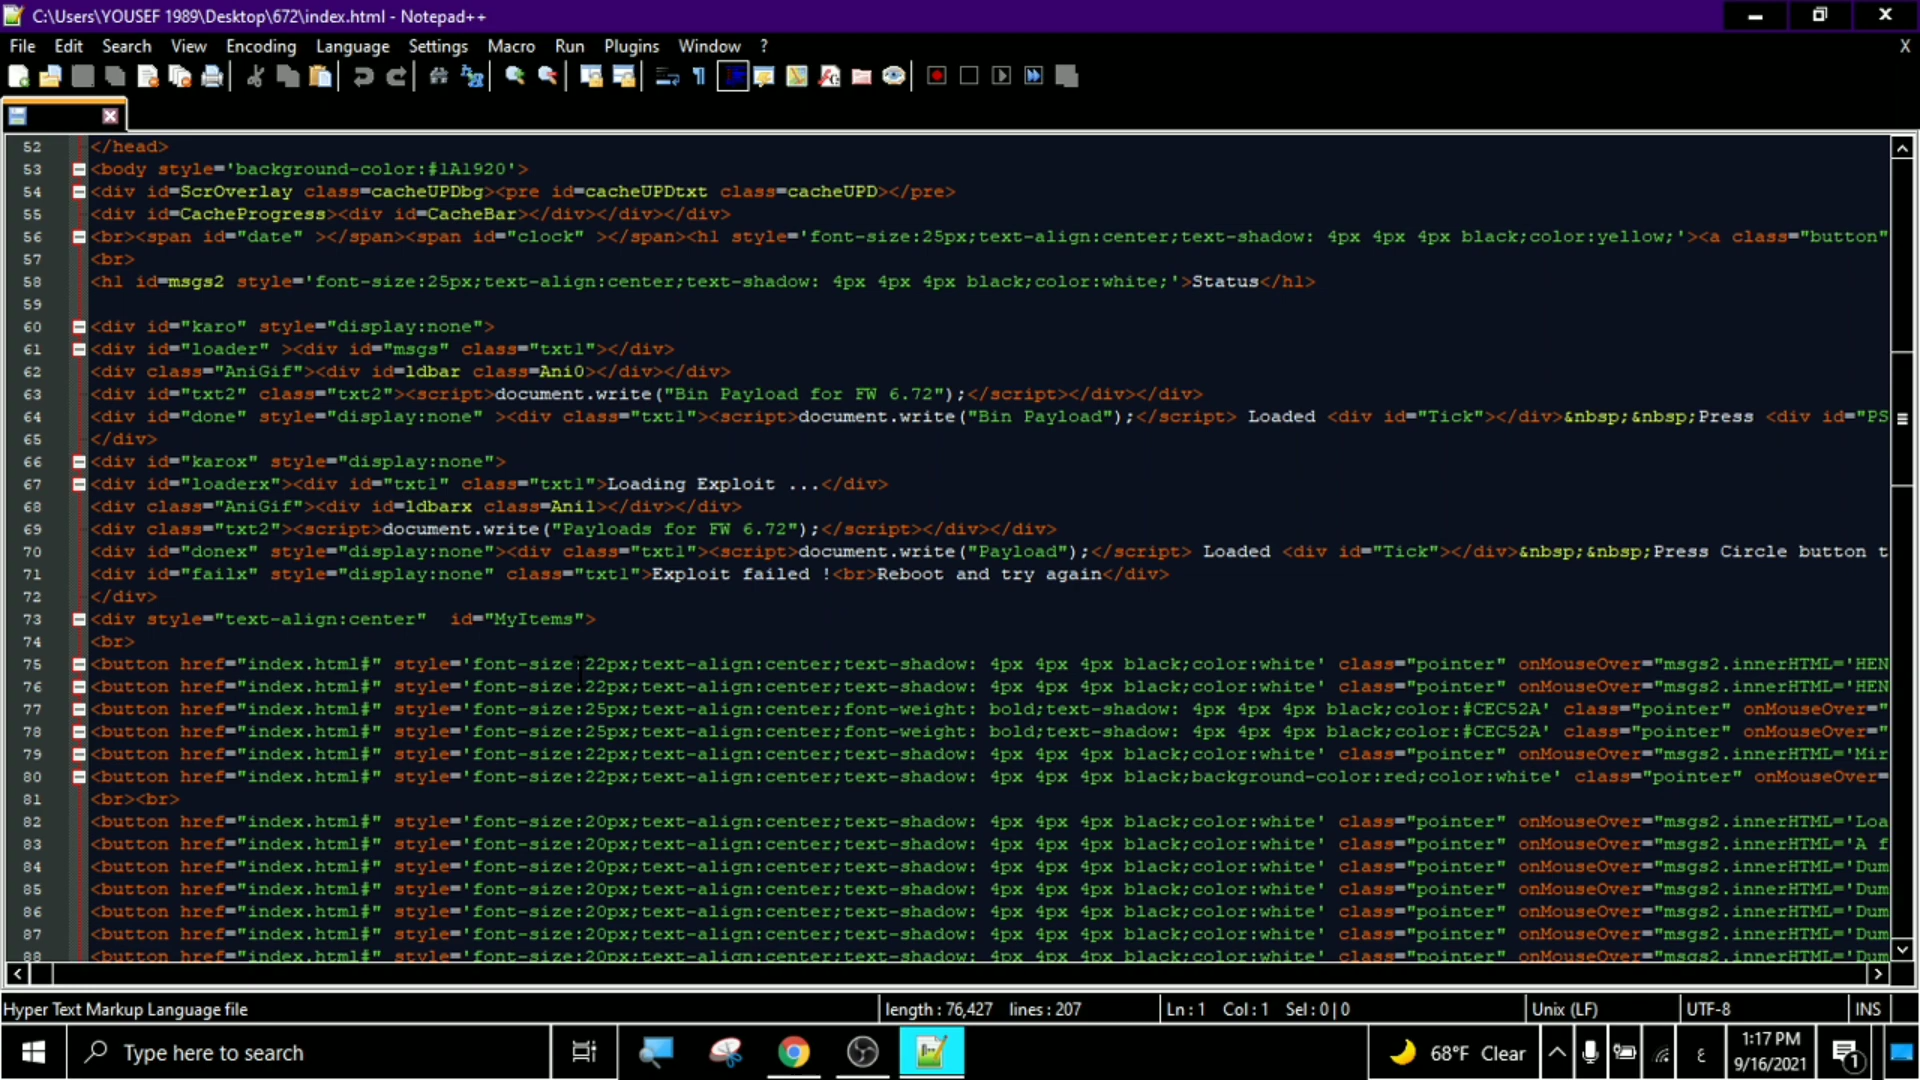 C:\Users\YOUSEF 1989\Desktop\672\index.html - Notepad++
File Edit Search View Encoding Language Settings Macro Run Plugins Window ?
X
52 </head>
53 <body style='background-color:#1A1920'>
54 <div id=ScrOverlay class=cacheUPDbg><pre id=cacheUPDtxt class=cacheUPD></pre>
55 <div id=CacheProgress><div id=CacheBar></div></div></div>
56 <br><span id="date" ></span><span id="clock" ></span><h1 style='font-size:25px;text-align:center;text-shadow: 4px 4px 4px black;color:yellow;'><a class="button"
57 <br>
58 <h1 id=msgs2 style='font-size:25px;text-align:center;text-shadow: 4px 4px 4px black;color:white;'>Status</h1>
59
60 <div id="karo" style="display:none">
61 <div id="loader" ><div id="msgs" class="txt1"></div>
62 <div class="AniGif"><div id=ldbar class=Ani0></div></div>
63 <div id="txt2" class="txt2"><script>document.write("Bin Payload for FW 6.72");</script></div></div>
64 <div id="done" style="display:none" ><div class="txt1"><script>document.write("Bin Payload");</script> Loaded <div id="Tick"></div>&nbsp;&nbsp;Press <div id="PS
65 </div>
66 <div id="karox" style="display:none">
67 <div id="loaderx"><div id="txt1" class="txt1">Loading Exploit ...</div>
68 <div class="AniGif"><div id=ldbarx class=Ani1></div></div>
69 <div class="txt2"><script>document.write("Payloads for FW 6.72");</script></div></div>
70 <div id="donex" style="display:none"><div class="txt1"><script>document.write("Payload");</script> Loaded <div id="Tick"></div>&nbsp;&nbsp;Press Circle button t
71 <div id="failx" style="display:none" class="txt1">Exploit failed !<br>Reboot and try again</div>
72 </div>
73 <div style="text-align:center"  id="MyItems">
74 <br>
75 <button href="index.html#" style='font-size:22px;text-align:center;text-shadow: 4px 4px 4px black;color:white' class="pointer" onMouseOver="msgs2.innerHTML='HEN
76 <button href="index.html#" style='font-size:22px;text-align:center;text-shadow: 4px 4px 4px black;color:white' class="pointer" onMouseOver="msgs2.innerHTML='HEN
77 <button href="index.html#" style='font-size:25px;text-align:center;font-weight: bold;text-shadow: 4px 4px 4px black;color:#CEC52A' class="pointer" onMouseOver="
78 <button href="index.html#" style='font-size:25px;text-align:center;font-weight: bold;text-shadow: 4px 4px 4px black;color:#CEC52A' class="pointer" onMouseOver="
79 <button href="index.html#" style='font-size:22px;text-align:center;text-shadow: 4px 4px 4px black;color:white' class="pointer" onMouseOver="msgs2.innerHTML='Mir
80 <button href="index.html#" style='font-size:22px;text-align:center;text-shadow: 4px 4px 4px black;background-color:red;color:white' class="pointer" onMouseOver=
81 <br><br>
82 <button href="index.html#" style='font-size:20px;text-align:center;text-shadow: 4px 4px 4px black;color:white' class="pointer" onMouseOver="msgs2.innerHTML='Loa
83 <button href="index.html#" style='font-size:20px;text-align:center;text-shadow: 4px 4px 4px black;color:white' class="pointer" onMouseOver="msgs2.innerHTML='A f
84 <button href="index.html#" style='font-size:20px;text-align:center;text-shadow: 4px 4px 4px black;color:white' class="pointer" onMouseOver="msgs2.innerHTML='Dum
85 <button href="index.html#" style='font-size:20px;text-align:center;text-shadow: 4px 4px 4px black;color:white' class="pointer" onMouseOver="msgs2.innerHTML='Dum
86 <button href="index.html#" style='font-size:20px;text-align:center;text-shadow: 4px 4px 4px black;color:white' class="pointer" onMouseOver="msgs2.innerHTML='Dum
87 <button href="index.html#" style='font-size:20px;text-align:center;text-shadow: 4px 4px 4px black;color:white' class="pointer" onMouseOver="msgs2.innerHTML='Dum
88 <button href="index.html#" style='font-size:20px;text-align:center;text-shadow: 4px 4px 4px black;color:white' class="pointer" onMouseOver="msgs2.innerHTML='Dum
Hyper Text Markup Language file length : 76,427 lines : 207 Ln : 1 Col : 1 Sel : 0 | 0 Unix (LF) UTF-8 INS
Type here to search 68°F Clear ع 1:17 PM
9/16/2021 1